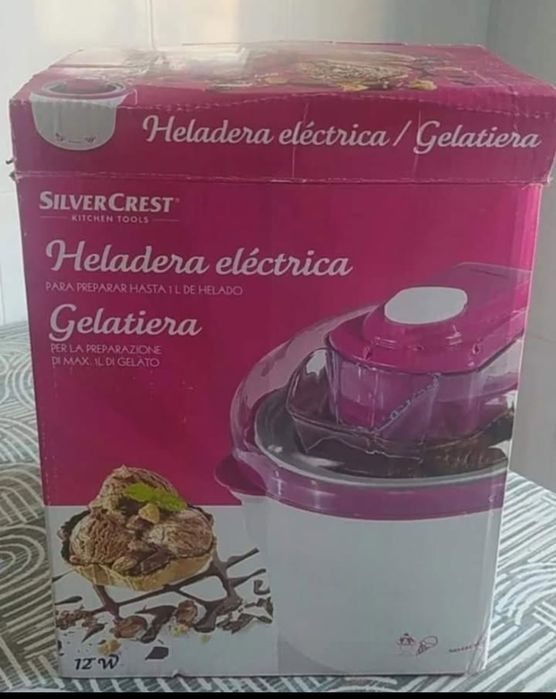 Heladera eléctrica / Gelatiera
SILVERCREST®
KITCHEN TOOLS
Heladera eléctrica
PARA PREPARAR HASTA 1 L DE HELADO
Gelatiera
PER LA PREPARAZIONE
DI MAX. 1L DI GELATO
12 W